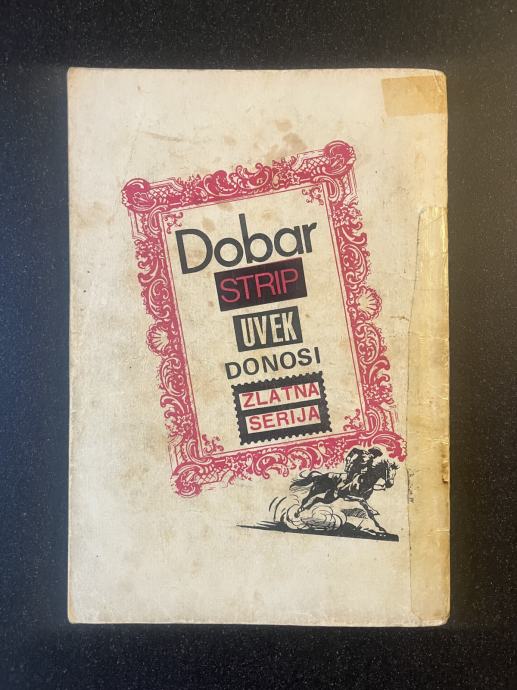 Dobar
STRIP
UVEK
DONOSI
ZLATNA
SERIJA